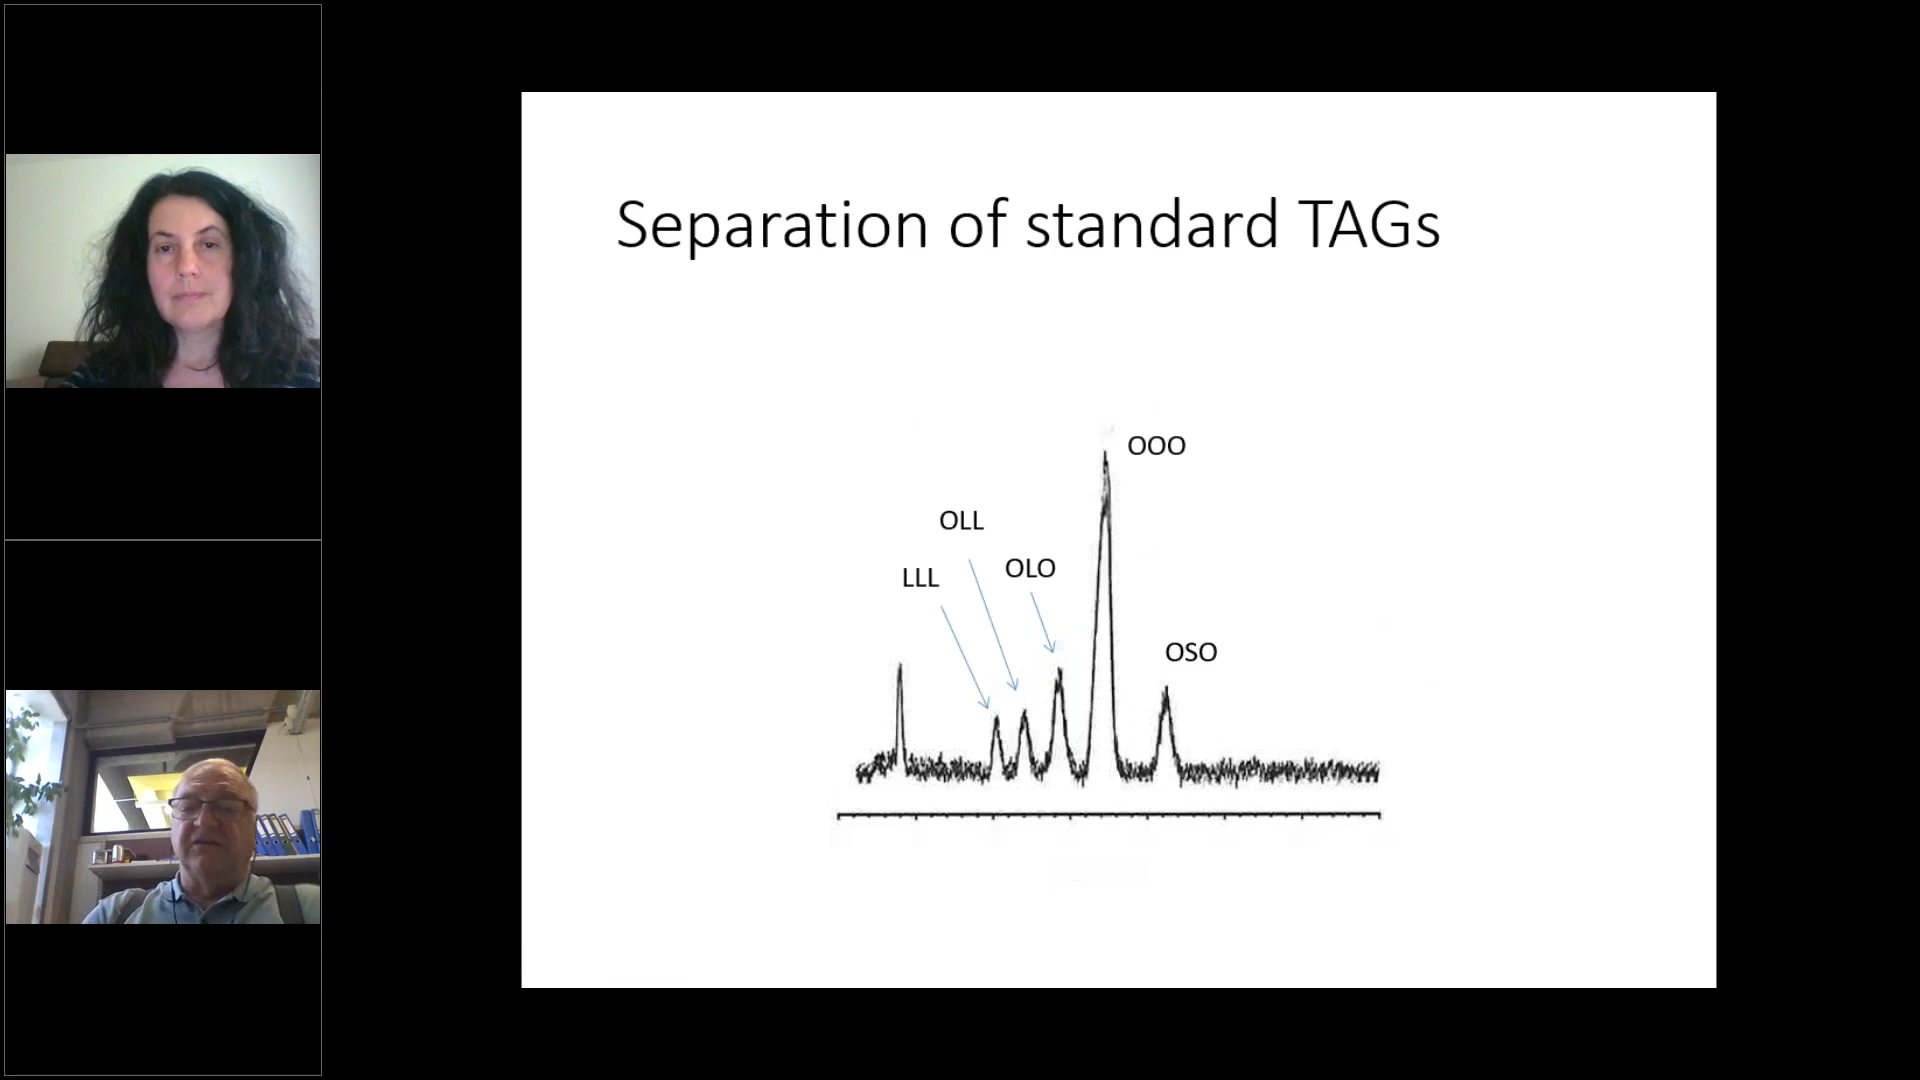 Separation of standard TAGs
OOO
OLL
OLO
LLL
OSO